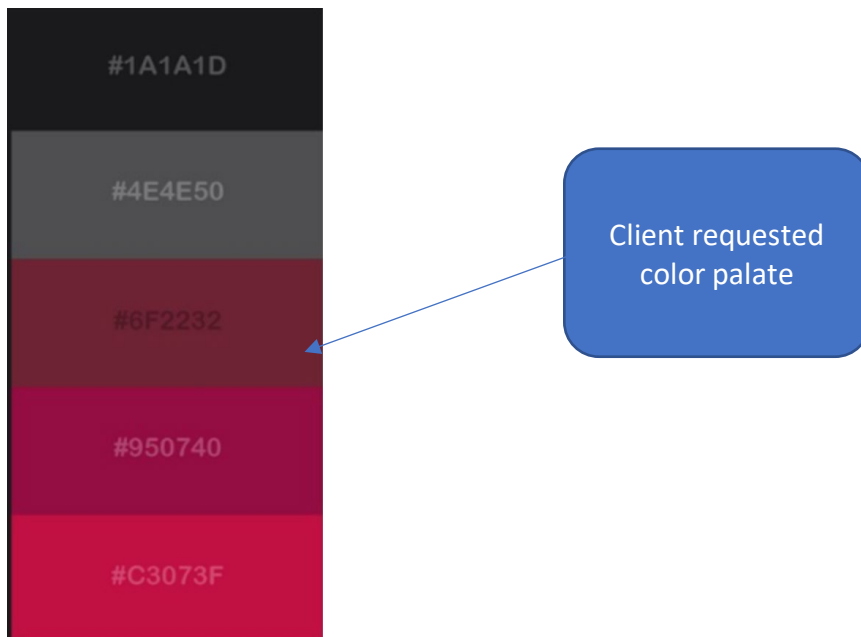 #1A1A1D
#4E4E50
#6F2232
#950740
#C3073F
Client requested
color palate